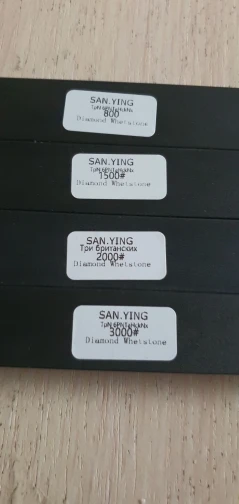 SAN.YING
800
Diamond Whetstone
SAN.YING
1500#
Diamond Whetstone
SAN.YING
Три британских
2000#
Diamond Whetstone
SAN.YING
3000#
Diamond Whetstone